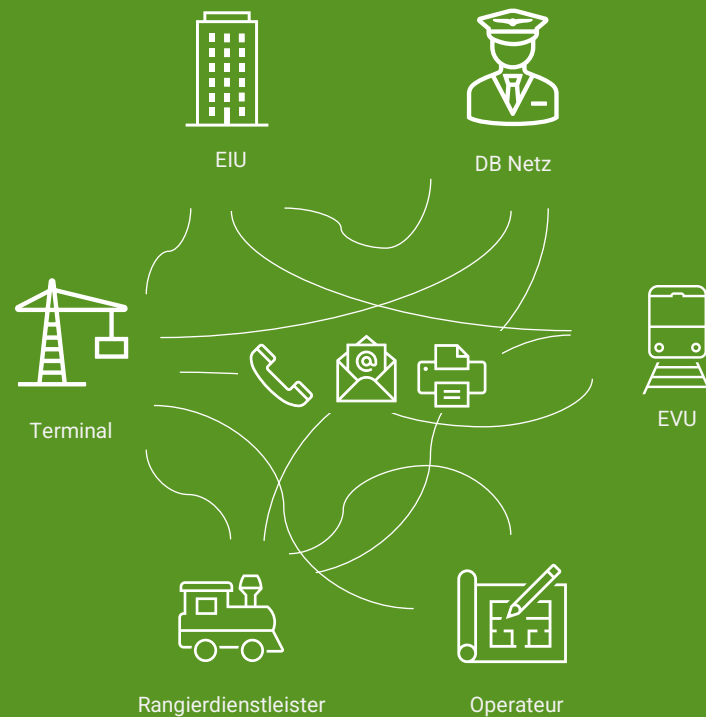 EIU
DB Netz
@
Terminal
EVU
Rangierdienstleister
Operateur